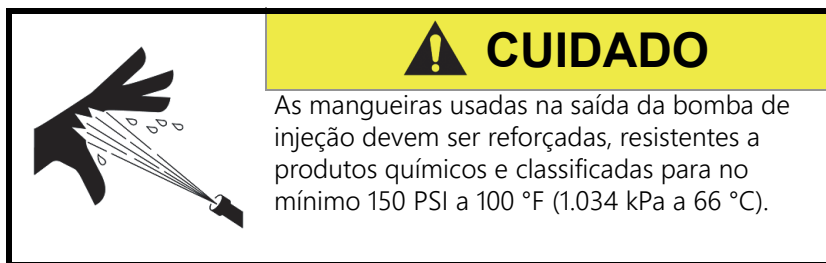 CUIDADO
As mangueiras usadas na saída da bomba de
injeção devem ser reforçadas, resistentes a
produtos químicos e classificadas para no
mínimo 150 PSI a 100 °F (1.034 kPa a 66 °C).